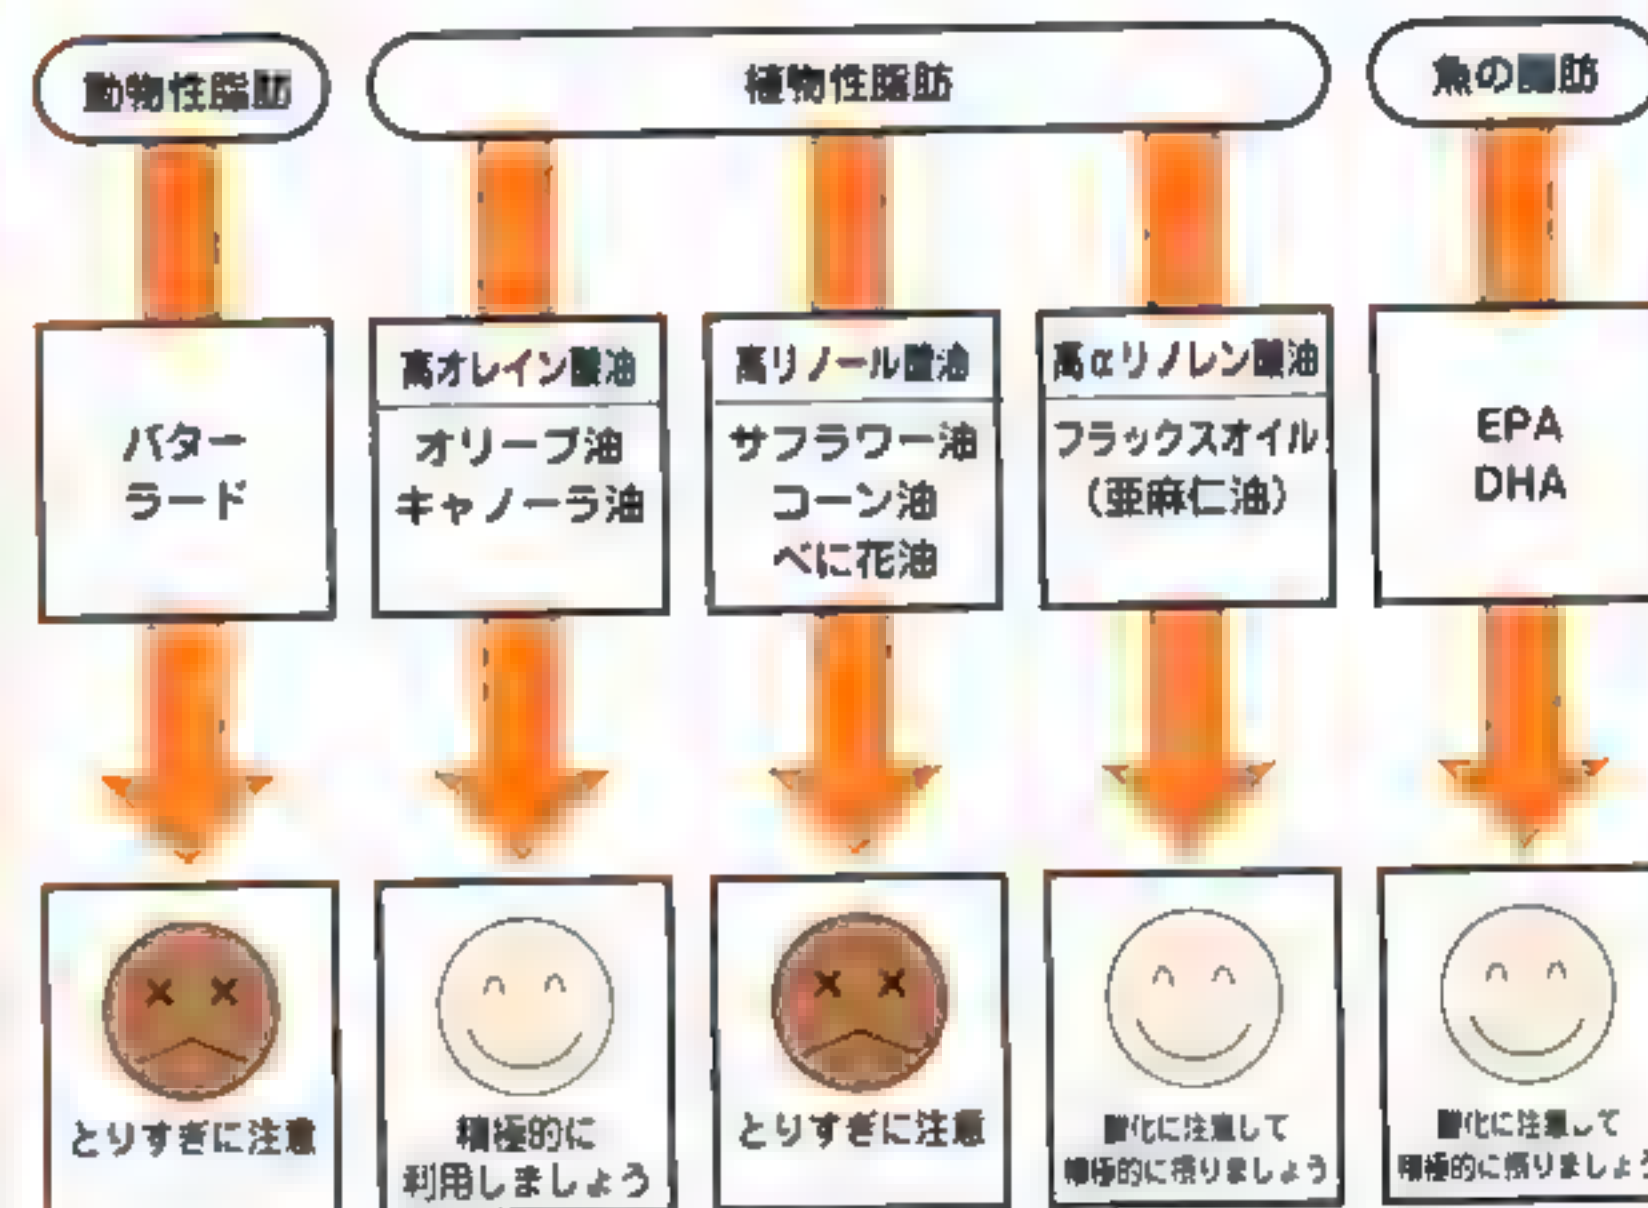 動物性脂肪
植物性脂肪
魚の脂肪
バター
ラード
高オレイン酸油
オリーブ油
キャノーラ油
高リノール酸油
サフラワー油
コーン油
べに花油
高αリノレン酸油
フラックスオイル
（亜麻仁油）
EPA
DHA
とりすぎに注意
積極的に
利用しましょう
とりすぎに注意
酸化に注意して
積極的に摂りましょう
酸化に注意して
積極的に摂りましょう